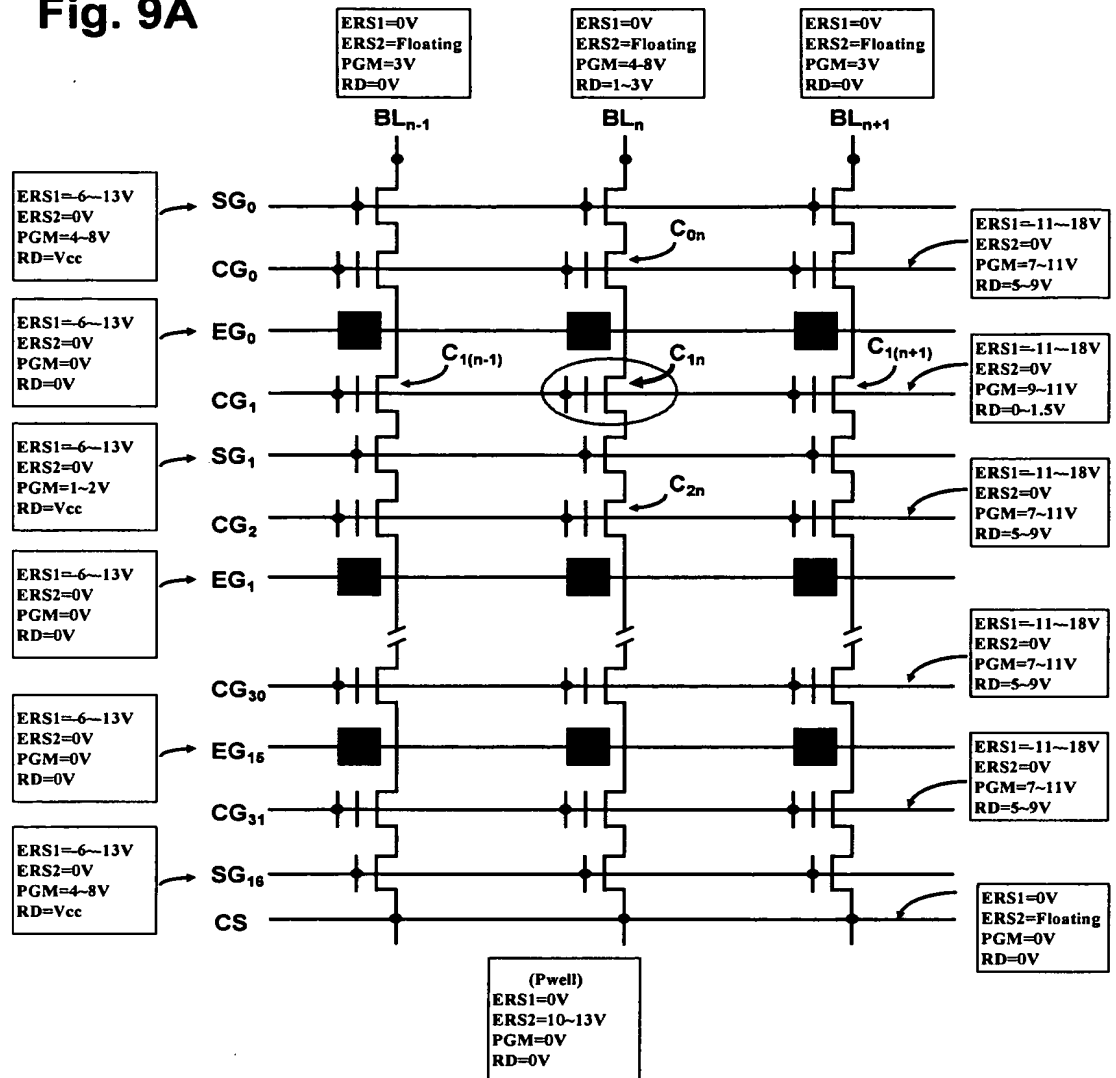 Fig. 9A
ERS1=0V
ERS2=Floating
PGM=3V
RD=0V
ERS1=0V
ERS2=Floating
PGM=4-8V
RD=1~3V
ERS1=0V
ERS2=Floating
PGM=3V
RD=0V
BLn-1
BLn
BLn+1
ERS1=-6~-13V
ERS2=0V
PGM=4~8V
RD=Vcc
SG0
C0n
ERS1=-11~-18V
ERS2=0V
PGM=7~11V
RD=5~9V
CG0
ERS1=-6~-13V
ERS2=0V
PGM=0V
RD=0V
EG0
C1(n-1)
C1n
C1(n+1)
ERS1=-11~-18V
ERS2=0V
PGM=9~11V
RD=0~1.5V
CG1
ERS1=-6~-13V
ERS2=0V
PGM=1~2V
RD=Vcc
SG1
C2n
ERS1=-11~-18V
ERS2=0V
PGM=7~11V
RD=5~9V
CG2
ERS1=-6~-13V
ERS2=0V
PGM=0V
RD=0V
EG1
ERS1=-11~-18V
ERS2=0V
PGM=7~11V
RD=5~9V
CG30
ERS1=-6~-13V
ERS2=0V
PGM=0V
RD=0V
EG15
ERS1=-11~-18V
ERS2=0V
PGM=7~11V
RD=5~9V
CG31
ERS1=-6~-13V
ERS2=0V
PGM=4~8V
RD=Vcc
SG16
CS
ERS1=0V
ERS2=Floating
PGM=0V
RD=0V
(Pwell)
ERS1=0V
ERS2=10~13V
PGM=0V
RD=0V